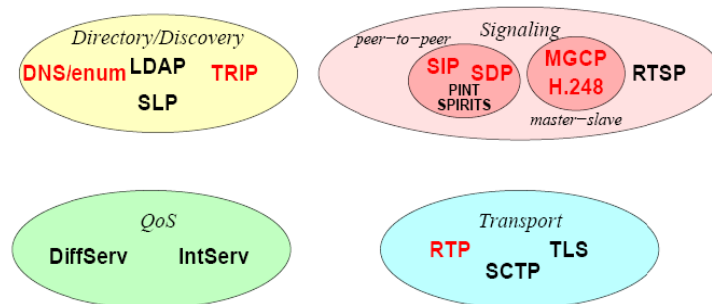 Directory/Discovery
DNS/enum LDAP TRIP
SLP
Signaling
peer-to-peer
SIP SDP
PINT
SPIRITS
MGCP
H.248
master-slave
RTSP
QoS
DiffServ IntServ
Transport
RTP TLS
SCTP